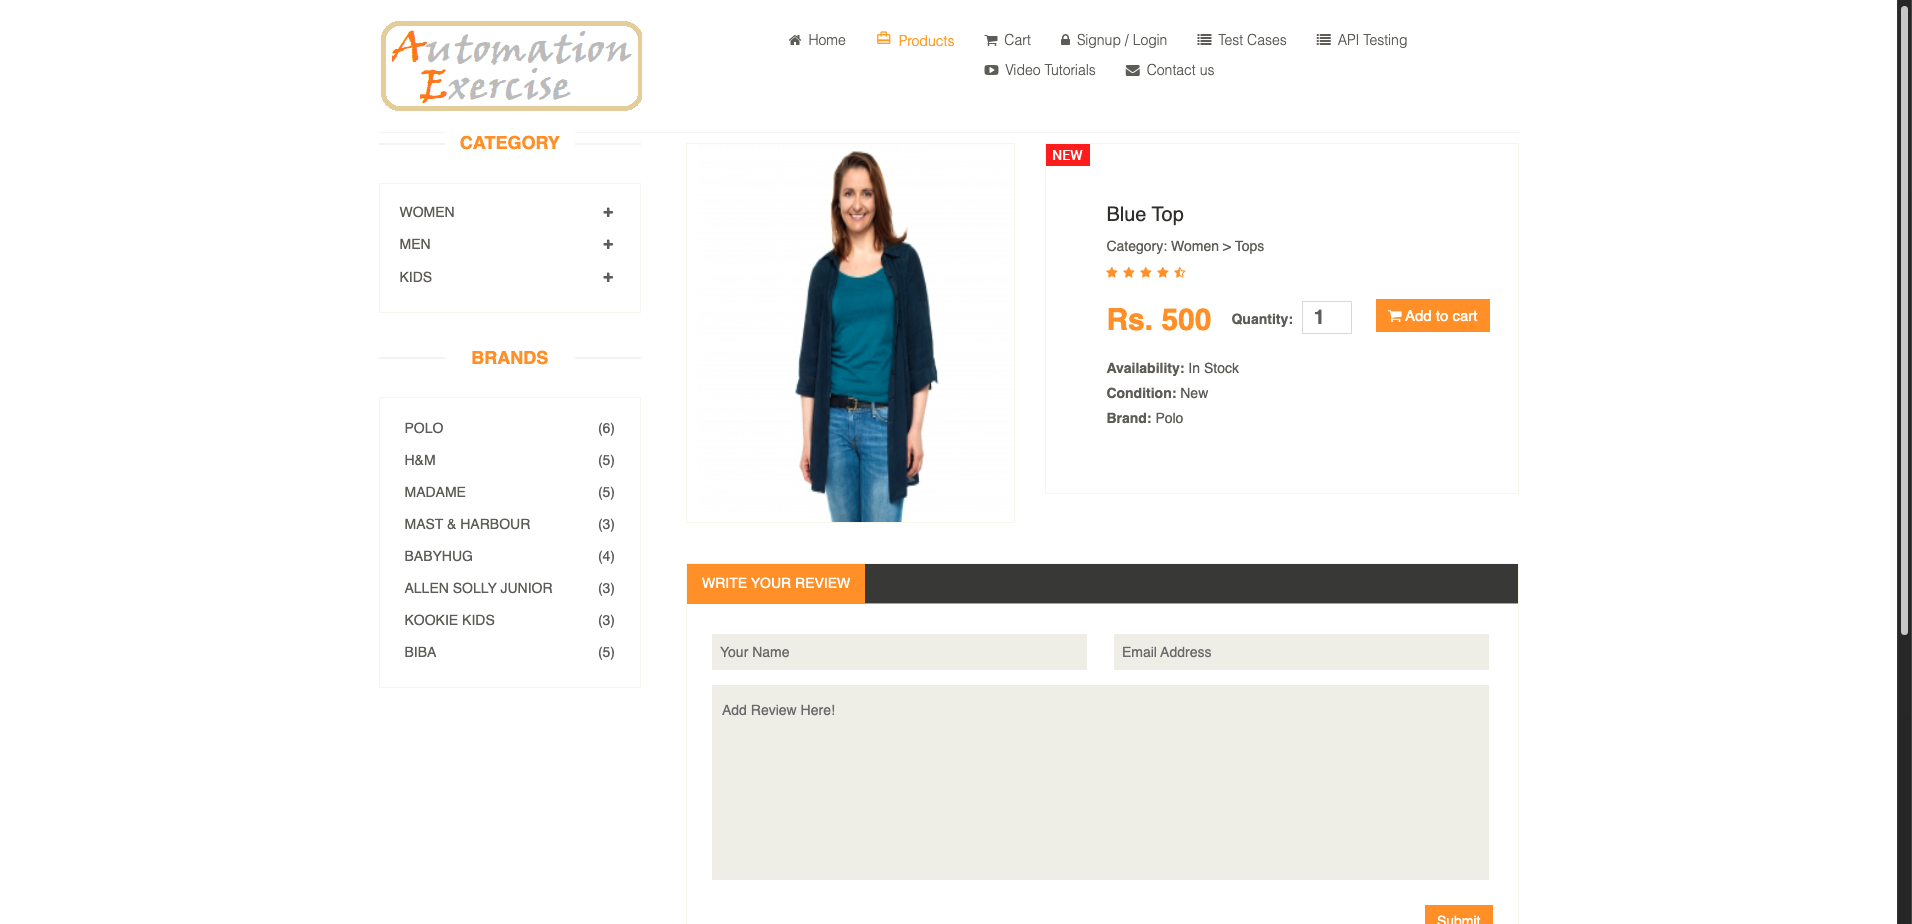 Automation
Exercise
Home
Products
Cart
Signup / Login
Test Cases
API Testing
Video Tutorials
Contact us
CATEGORY
WOMEN
MEN
KIDS
BRANDS
POLO (6)
H&M (5)
MADAME (5)
MAST & HARBOUR (3)
BABYHUG (4)
ALLEN SOLLY JUNIOR (3)
KOOKIE KIDS (3)
BIBA (5)
NEW
Blue Top
Category: Women > Tops
Rs. 500 Quantity: 1 Add to cart
Availability: In Stock
Condition: New
Brand: Polo
WRITE YOUR REVIEW
Your Name
Email Address
Add Review Here!
Submit